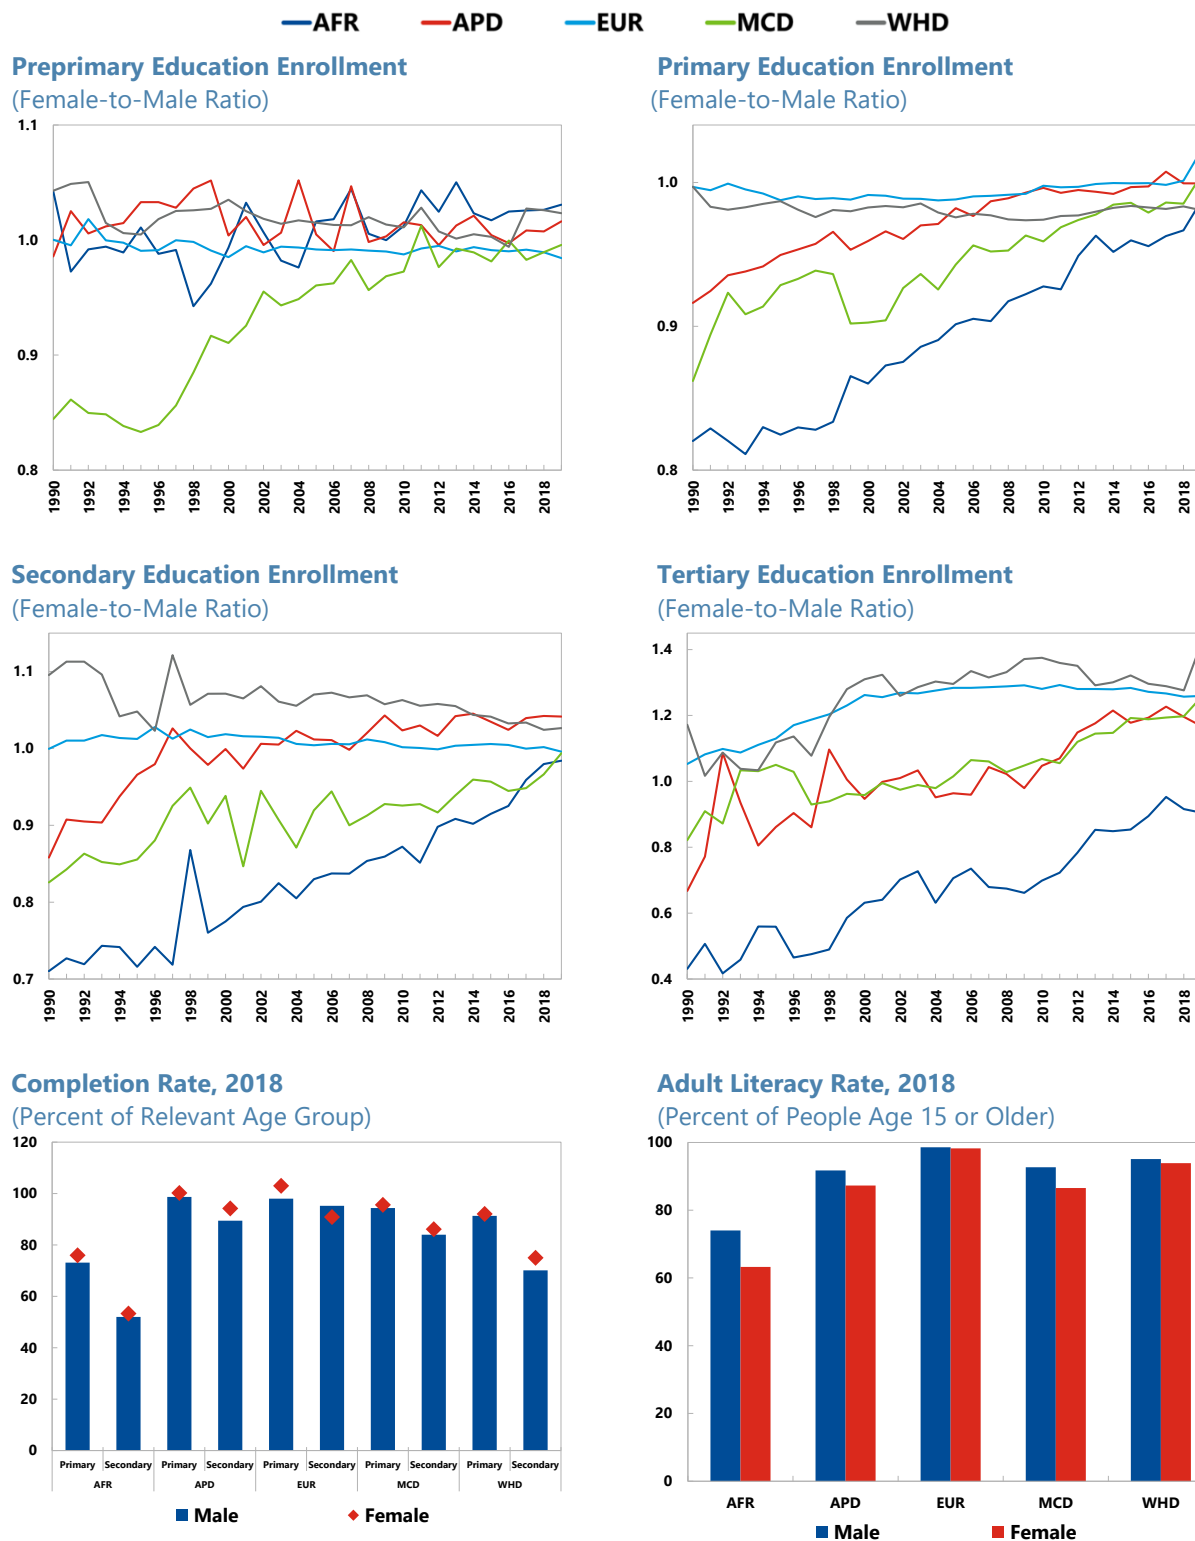 AFR APD EUR MCD WHD
Preprimary Education Enrollment
(Female-to-Male Ratio)
1.1
1.0
0.9
0.8
1990 1992 1994 1996 1998 2000 2002 2004 2006 2008 2010 2012 2014 2016 2018
Primary Education Enrollment
(Female-to-Male Ratio)
1.0
0.9
0.8
1990 1992 1994 1996 1998 2000 2002 2004 2006 2008 2010 2012 2014 2016 2018
Secondary Education Enrollment
(Female-to-Male Ratio)
1.1
1.0
0.9
0.8
0.7
1990 1992 1994 1996 1998 2000 2002 2004 2006 2008 2010 2012 2014 2016 2018
Tertiary Education Enrollment
(Female-to-Male Ratio)
1.4
1.2
1.0
0.8
0.6
0.4
1990 1992 1994 1996 1998 2000 2002 2004 2006 2008 2010 2012 2014 2016 2018
Completion Rate, 2018
(Percent of Relevant Age Group)
120
100
80
60
40
20
0
Primary Secondary Primary Secondary Primary Secondary Primary Secondary Primary Secondary
AFR APD EUR MCD WHD
Male Female
Adult Literacy Rate, 2018
(Percent of People Age 15 or Older)
100
80
60
40
20
0
AFR APD EUR MCD WHD
Male Female